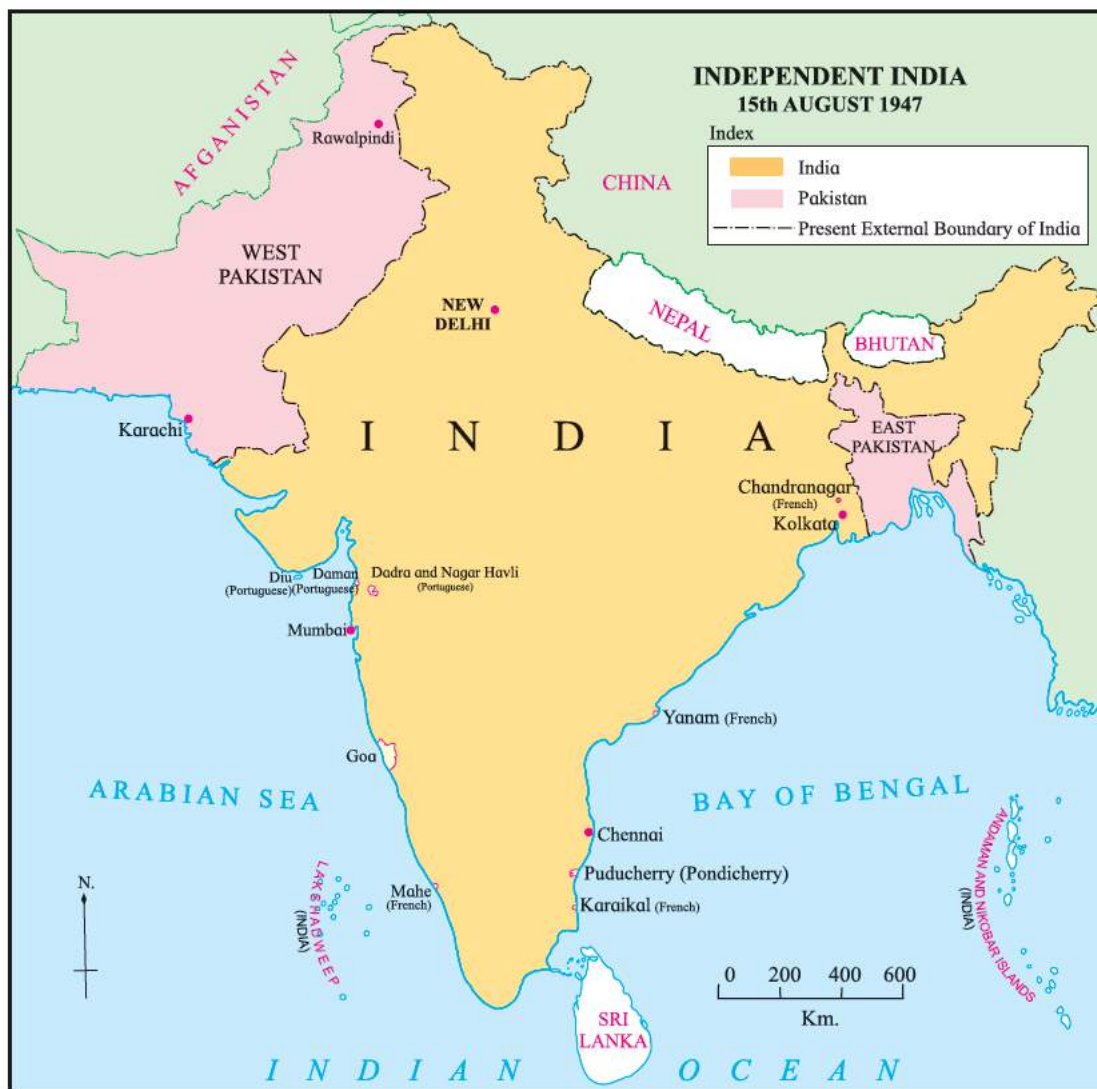 INDEPENDENT INDIA
15th AUGUST 1947
Index
India
Pakistan
Present External Boundary of India
AFGANISTAN
Rawalpindi
CHINA
WEST
PAKISTAN
NEW
DELHI
NEPAL
BHUTAN
Karachi
INDIA
EAST
PAKISTAN
Chandranagar
(French)
Kolkata
Diu
(Portuguese)
Daman
(Portuguese)
Dadra and Nagar Havli
(Portuguese)
Mumbai
Yanam (French)
Goa
ARABIAN SEA
BAY OF BENGAL
Chennai
Puducherry (Pondicherry)
Mahe
(French)
Karaikal (French)
LAKSHADWEEP
(INDIA)
ANDAMAN AND NIKOBAR ISLANDS
(INDIA)
N.
0 200 400 600
Km.
SRI
LANKA
INDIAN OCEAN